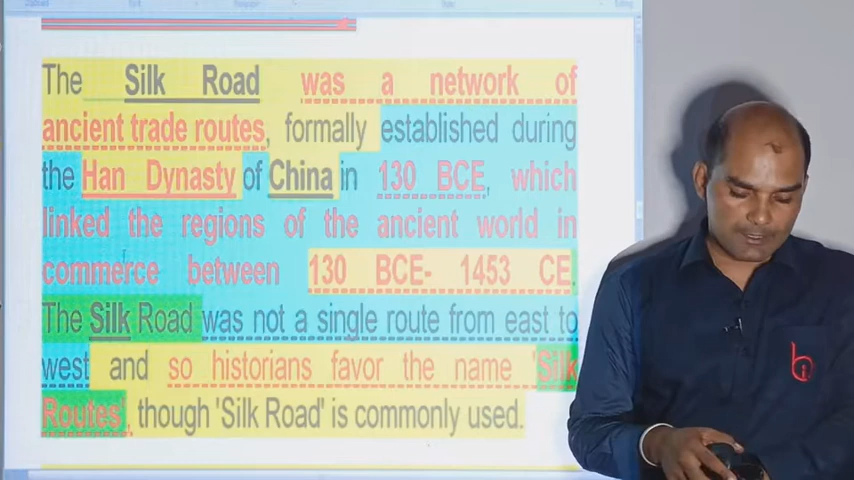 The Silk Road was a network of
ancient trade routes, formally established during
the Han Dynasty of China in 130 BCE, which
linked the regions of the ancient world in
commerce between 130 BCE- 1453 CE.
The Silk Road was not a single route from east to
west and so historians favor the name 'Silk
Routes', though 'Silk Road' is commonly used.
bi